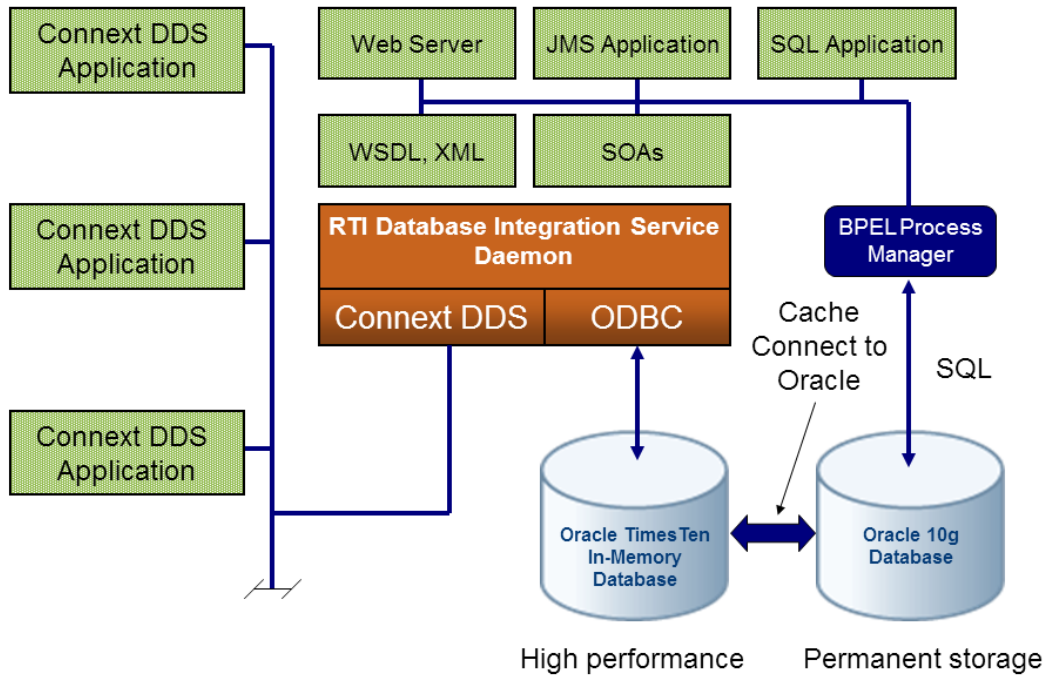 Connext DDS
Application
Web Server
JMS Application
SQL Application
WSDL, XML
SOAs
Connext DDS
Application
RTI Database Integration Service
Daemon
Connext DDS
ODBC
BPEL Process
Manager
Cache
Connect to
Oracle
SQL
Connext DDS
Application
Oracle TimesTen
In-Memory
Database
Oracle 10g
Database
High performance
Permanent storage